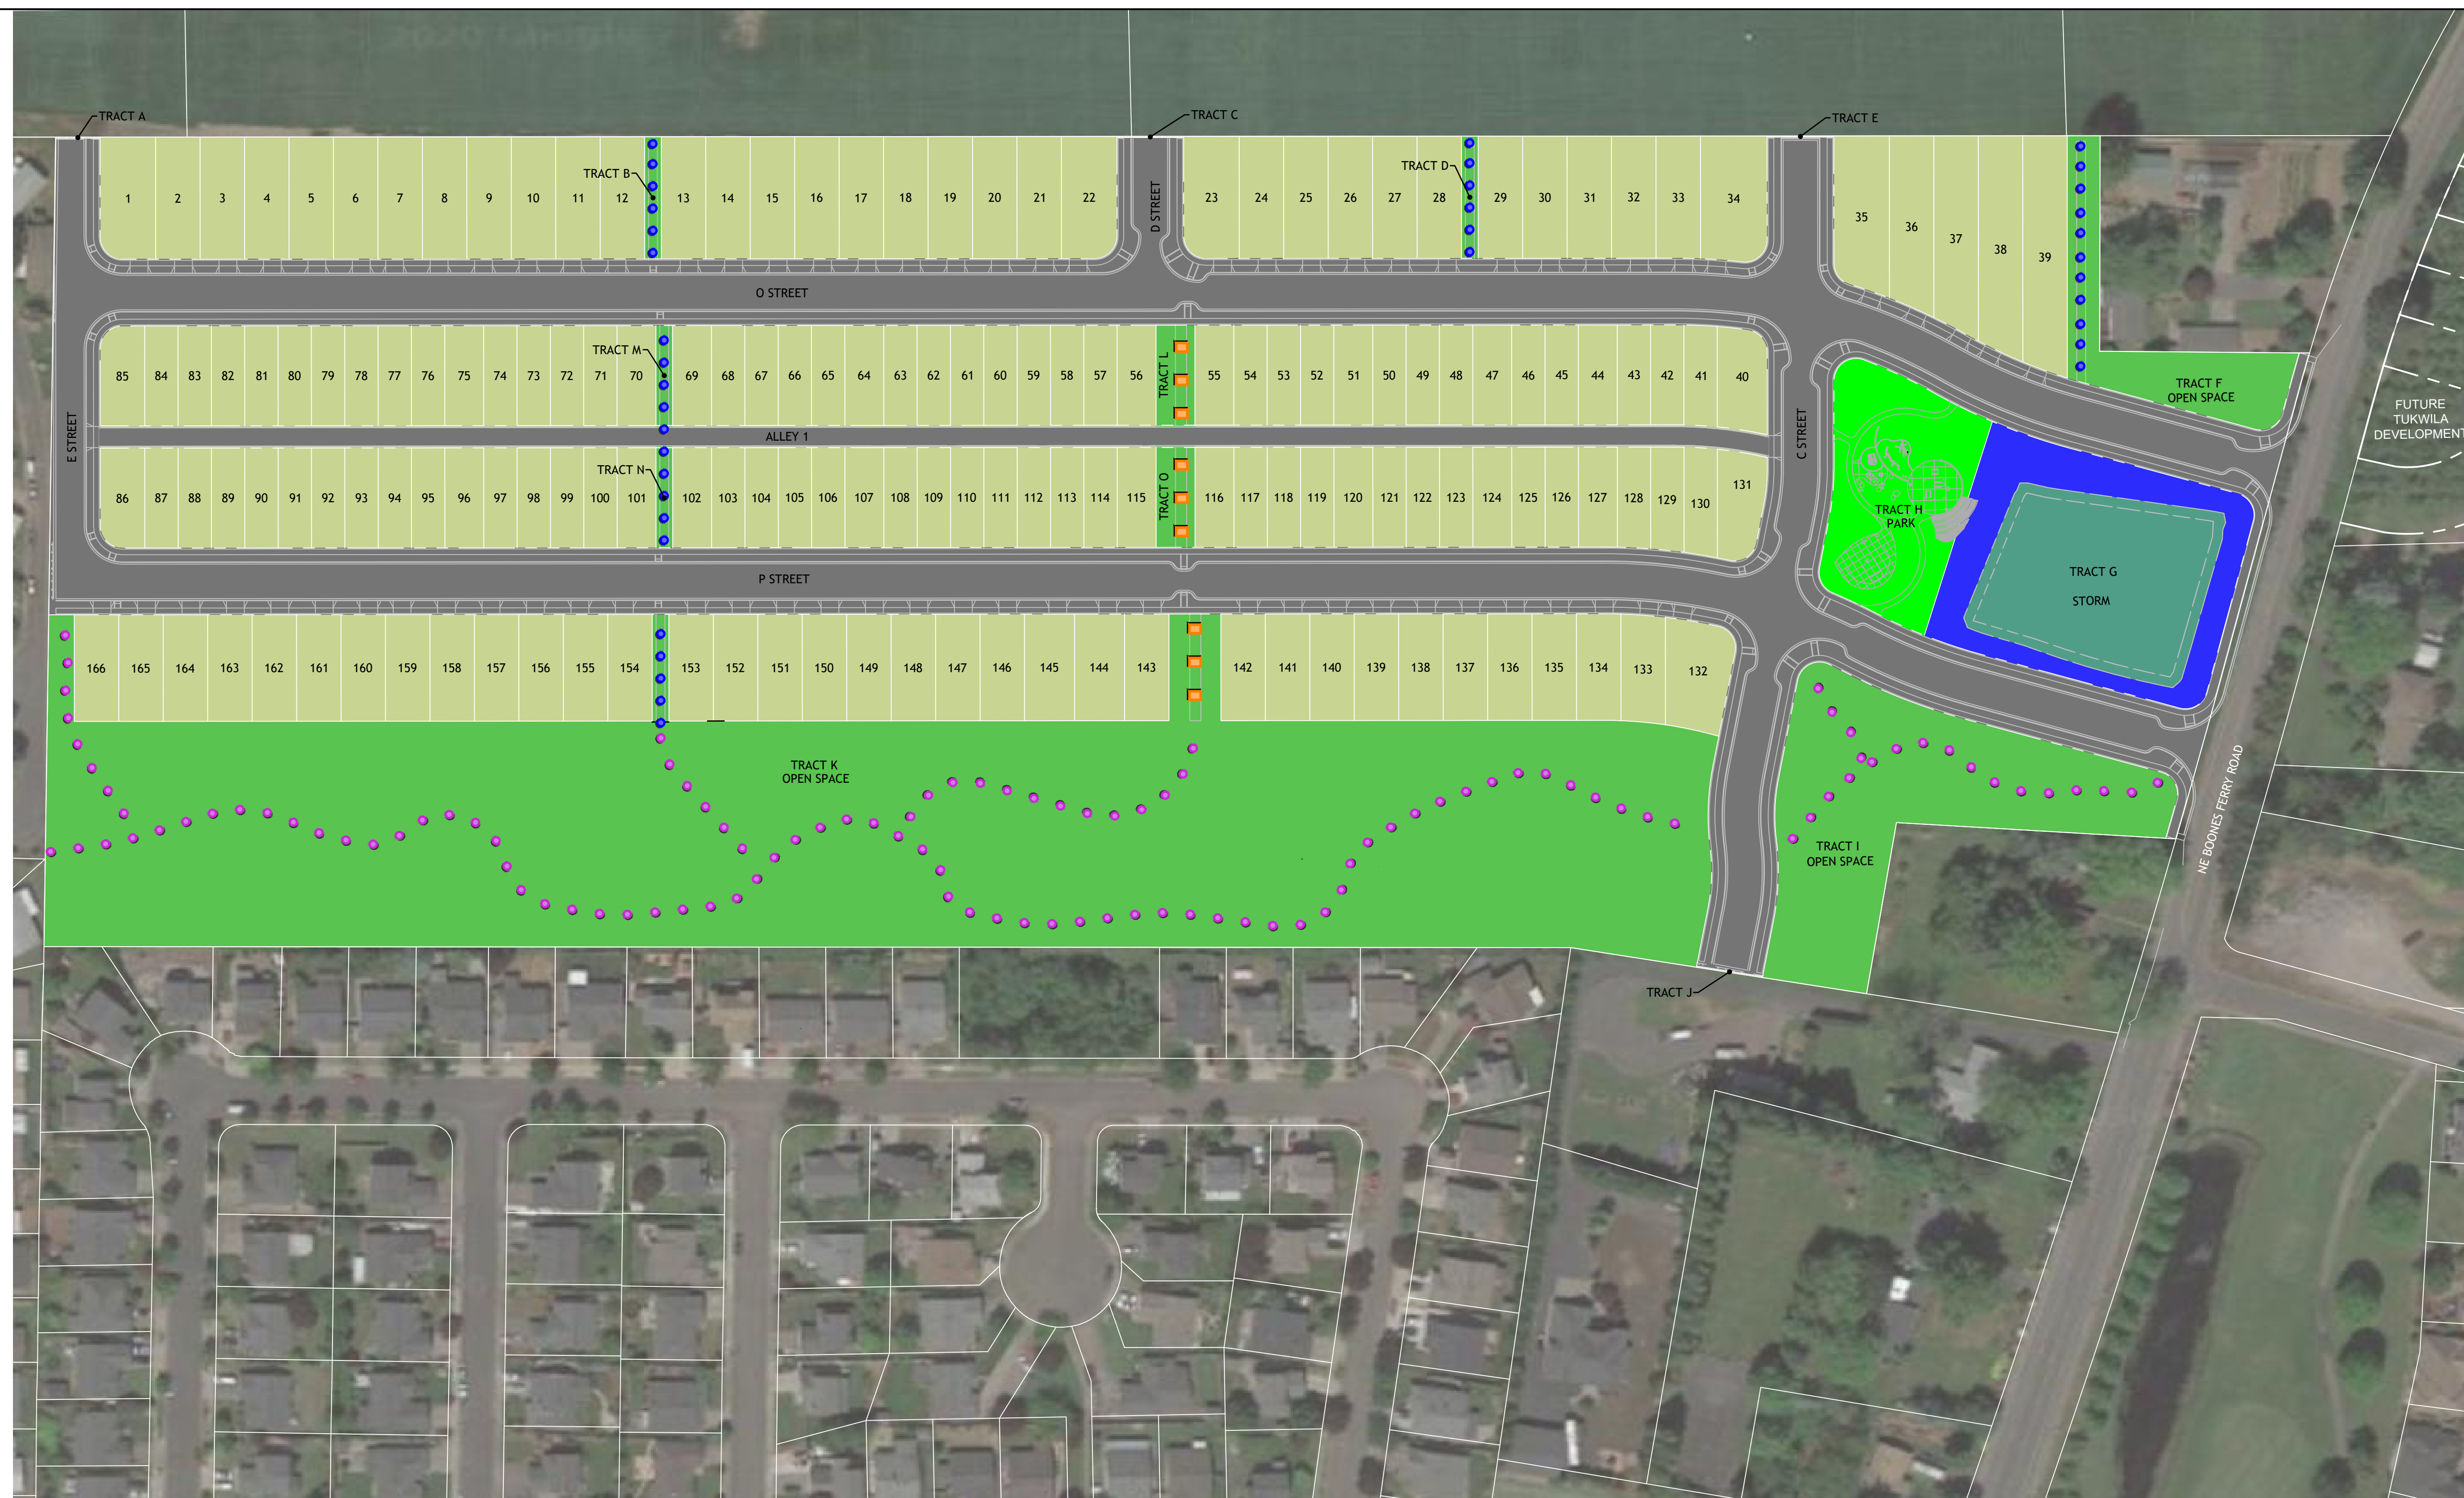 TRACT A
TRACT C
TRACT E
TRACT B
TRACT D
1 2 3 4 5 6 7 8 9 10 11 12 13 14 15 16 17 18 19 20 21 22
D STREET
23 24 25 26 27 28 29 30 31 32 33 34
35 36 37 38 39
O STREET
TRACT M
85 84 83 82 81 80 79 78 77 76 75 74 73 72 71 70 69 68 67 66 65 64 63 62 61 60 59 58 57 56
TRACT L
55 54 53 52 51 50 49 48 47 46 45 44 43 42 41 40
TRACT F
OPEN SPACE
FUTURE
TUKWILA
DEVELOPMENT
E STREET
ALLEY 1
C STREET
TRACT N
86 87 88 89 90 91 92 93 94 95 96 97 98 99 100 101 102 103 104 105 106 107 108 109 110 111 112 113 114 115
TRACT O
116 117 118 119 120 121 122 123 124 125 126 127 128 129 130 131
TRACT H
PARK
TRACT G
STORM
P STREET
166 165 164 163 162 161 160 159 158 157 156 155 154 153 152 151 150 149 148 147 146 145 144 143
142 141 140 139 138 137 136 135 134 133 132
TRACT K
OPEN SPACE
NE BOONES FERRY ROAD
TRACT I
OPEN SPACE
TRACT J